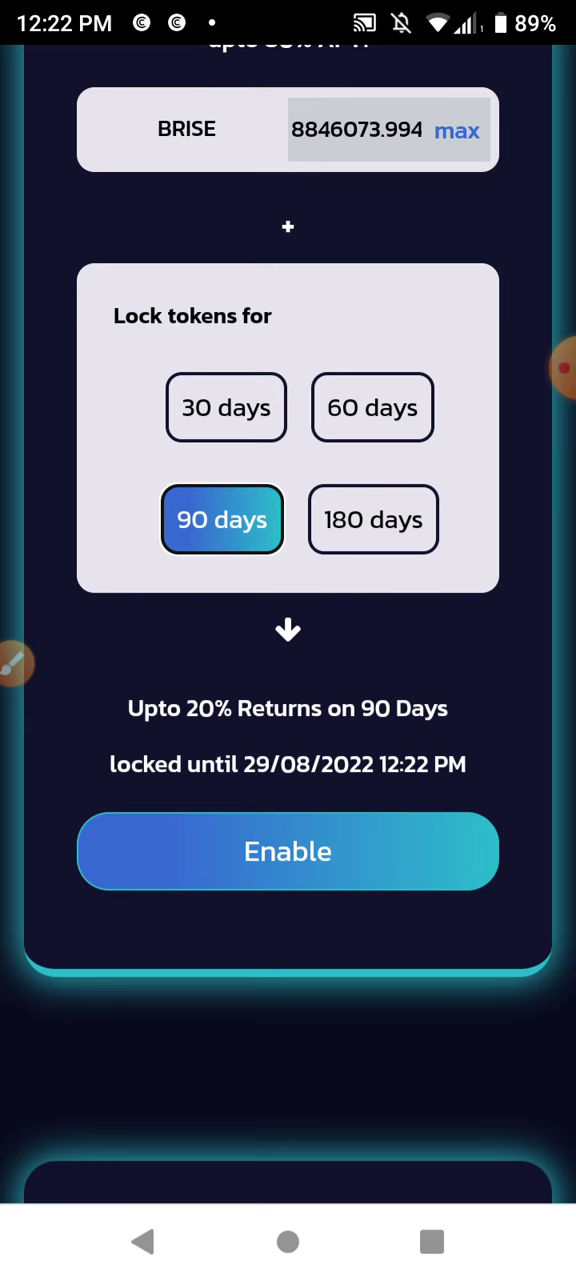 12:22 PM
89%
BRISE 8846073.994 max
+
Lock tokens for
30 days 60 days
90 days 180 days
Upto 20% Returns on 90 Days
locked until 29/08/2022 12:22 PM
Enable